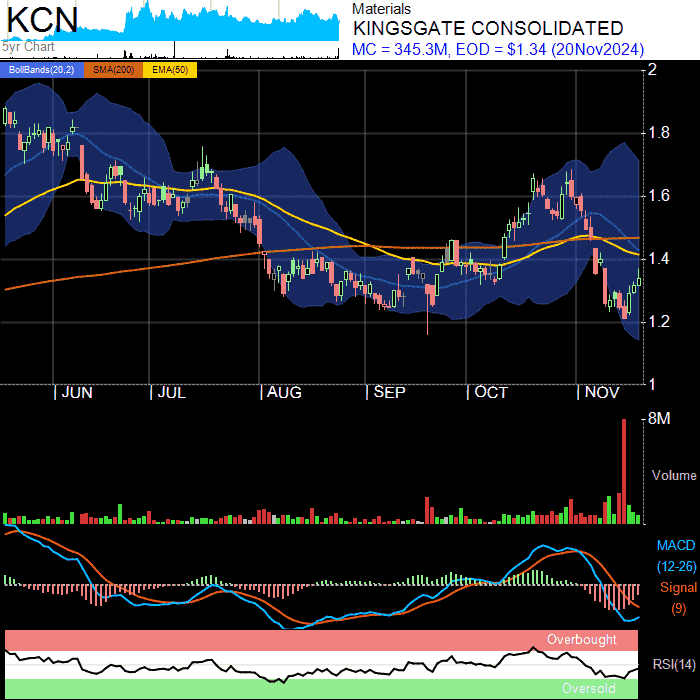 KCN
5yr Chart
Materials
KINGSGATE CONSOLIDATED
MC = 345.3M, EOD = $1.34 (20Nov2024)
BollBands(20,2) SMA(200) EMA(50)
2
1.8
1.6
1.4
1.2
1
JUN JUL AUG SEP OCT NOV
8M
Volume
MACD
(12-26)
Signal
(9)
Overbought
RSI(14)
Oversold